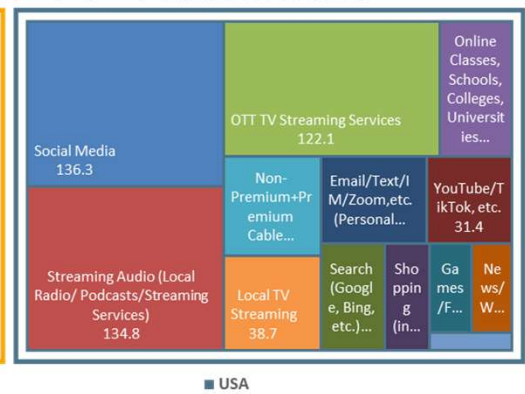 Social Media
136.3
Streaming Audio (Local
Radio/ Podcasts/Streaming
Services)
134.8
OTT TV Streaming Services
122.1
Online
Classes,
Schools,
Colleges,
Universit
ies...
Non-
Premium+Pr
emium
Cable...
Local TV
Streaming
38.7
Email/Text/I
M/Zoom,etc.
(Personal...
YouTube/T
ikTok, etc.
31.4
Search
(Googl
e, Bing,
etc.)...
Sho
ppin
g
(in...
Ga
mes
/F...
Ne
ws/
W...
USA